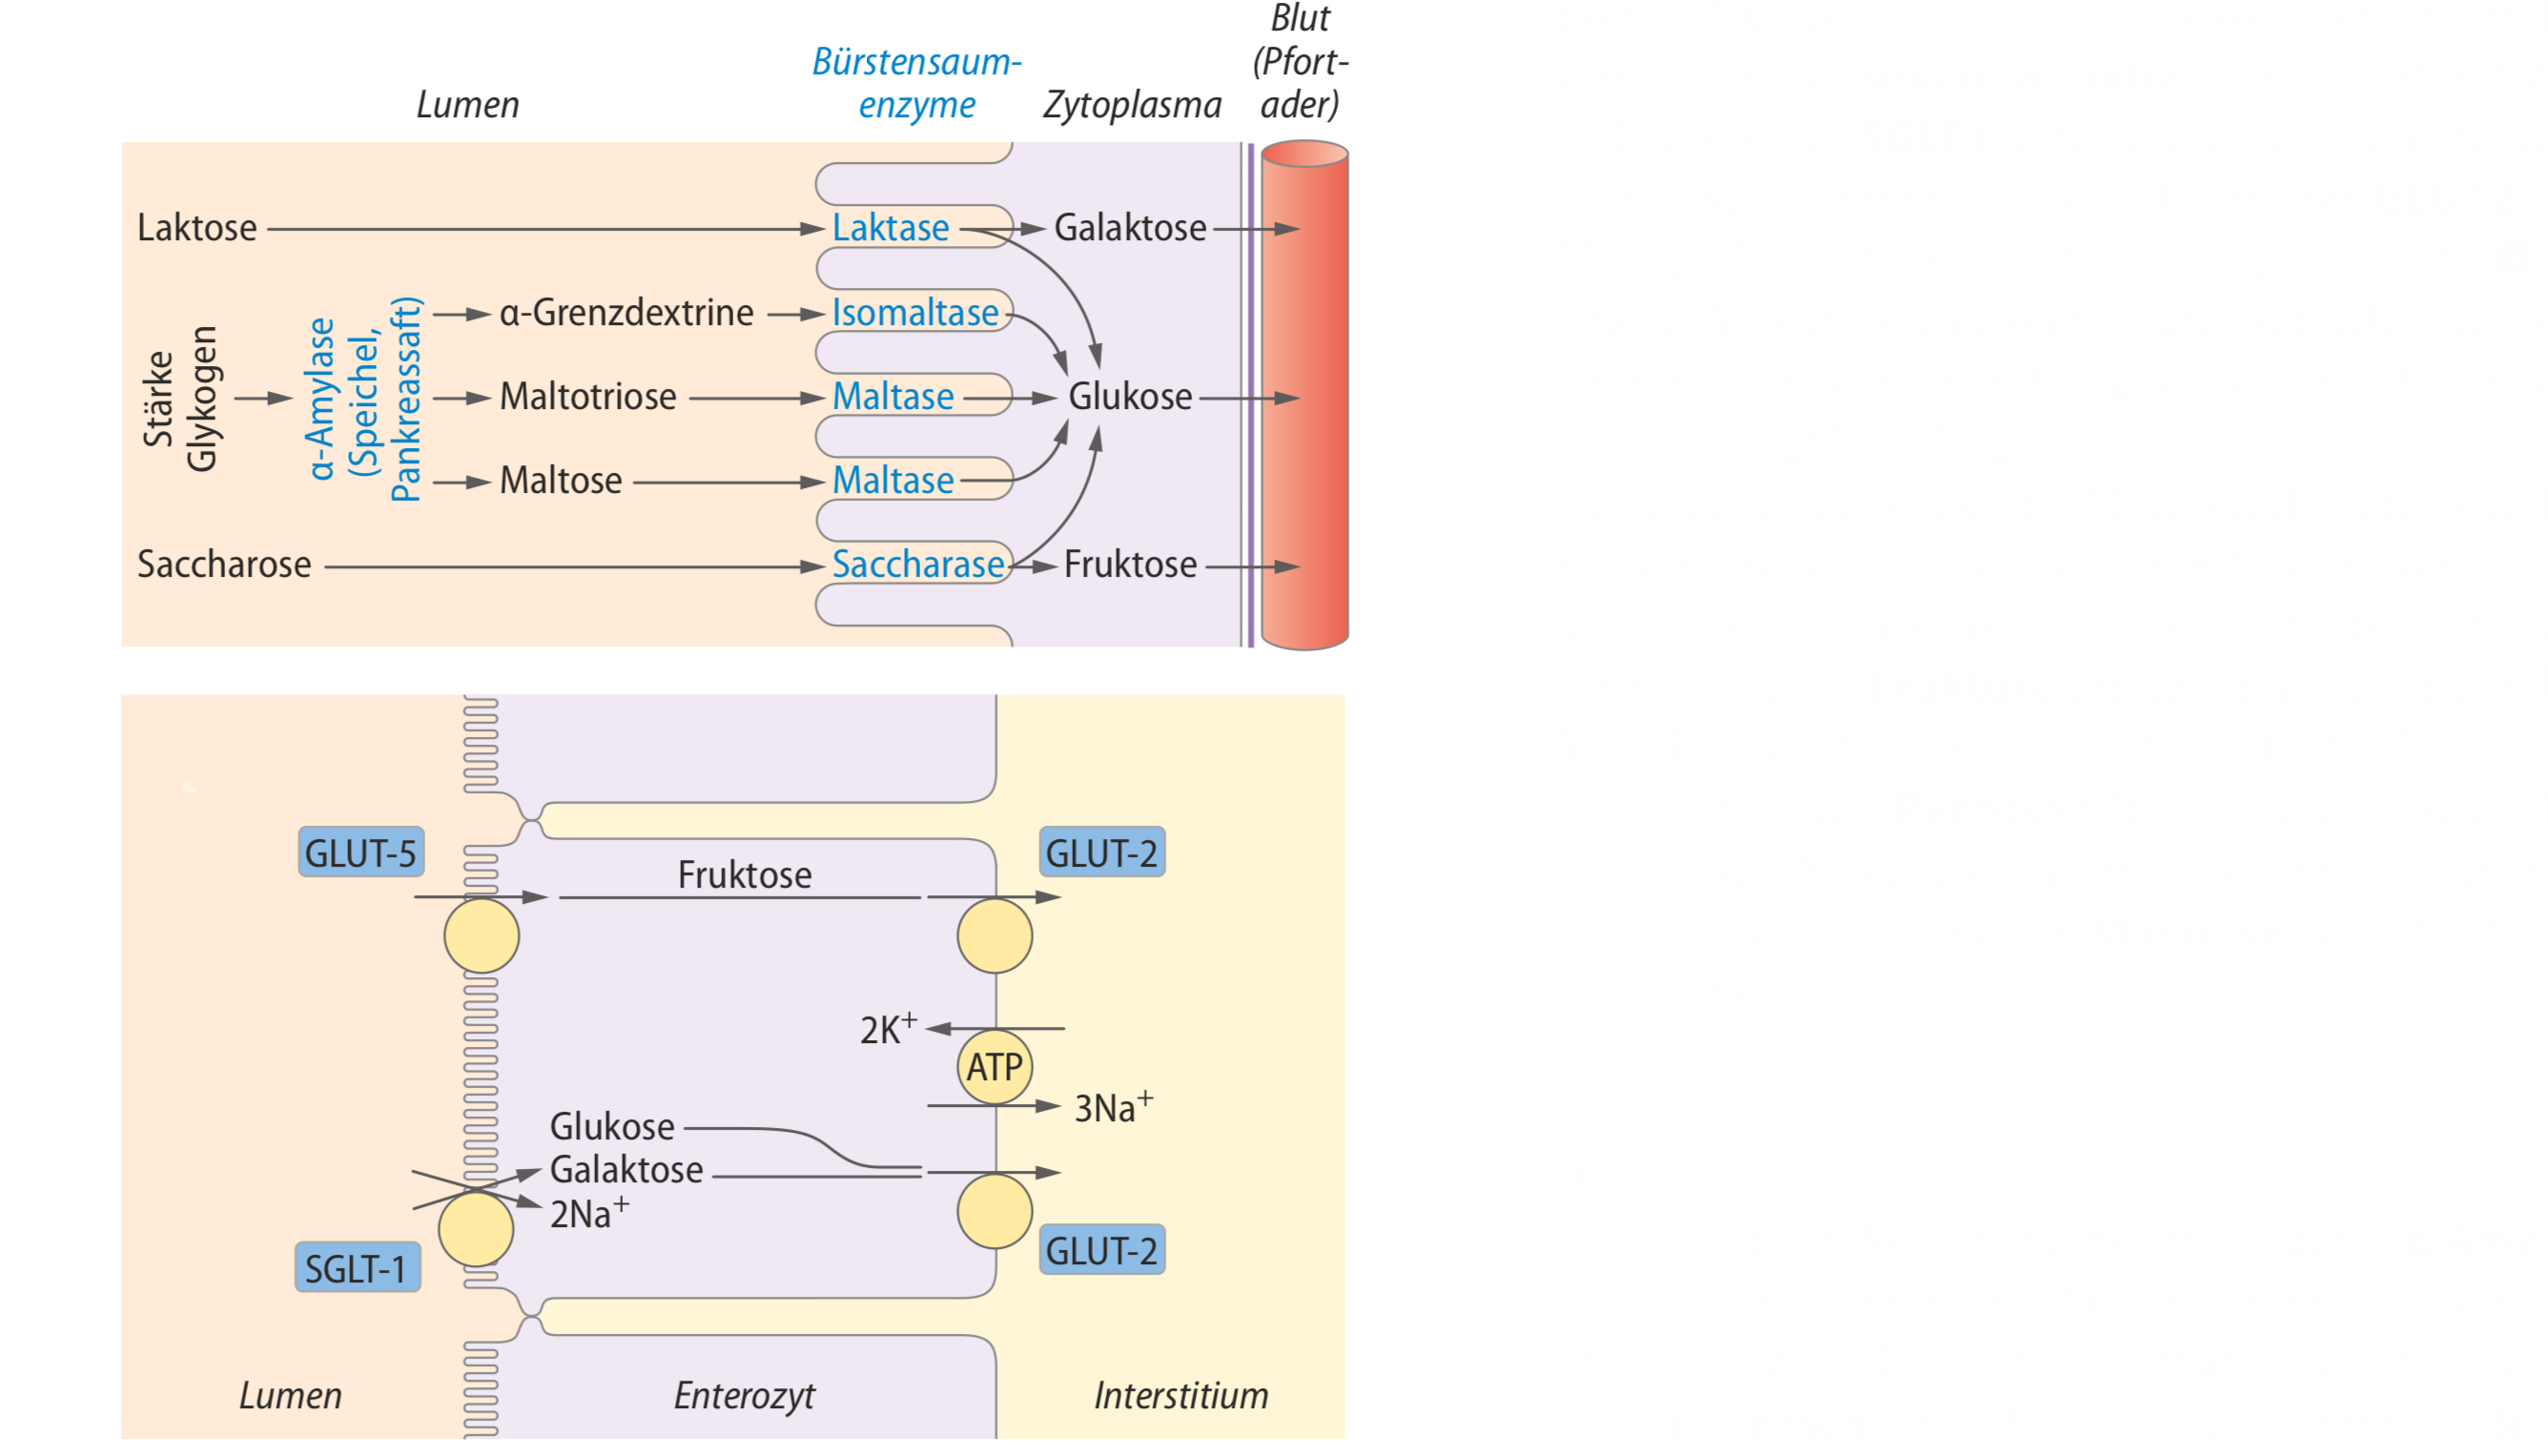 Lumen
Bürstensaum-
enzyme
Zytoplasma
Blut
(Pfort-
ader)
Laktose
Laktase
Galaktose
Stärke
Glykogen
α-Amylase
(Speichel,
Pankreassaft)
α-Grenzdextrine
Isomaltase
Maltotriose
Maltase
Glukose
Maltose
Maltase
Saccharose
Saccharase
Fruktose
GLUT-5
Fruktose
GLUT-2
2K⁺
ATP
3Na⁺
Glukose
Galaktose
2Na⁺
SGLT-1
GLUT-2
Lumen
Enterozyt
Interstitium